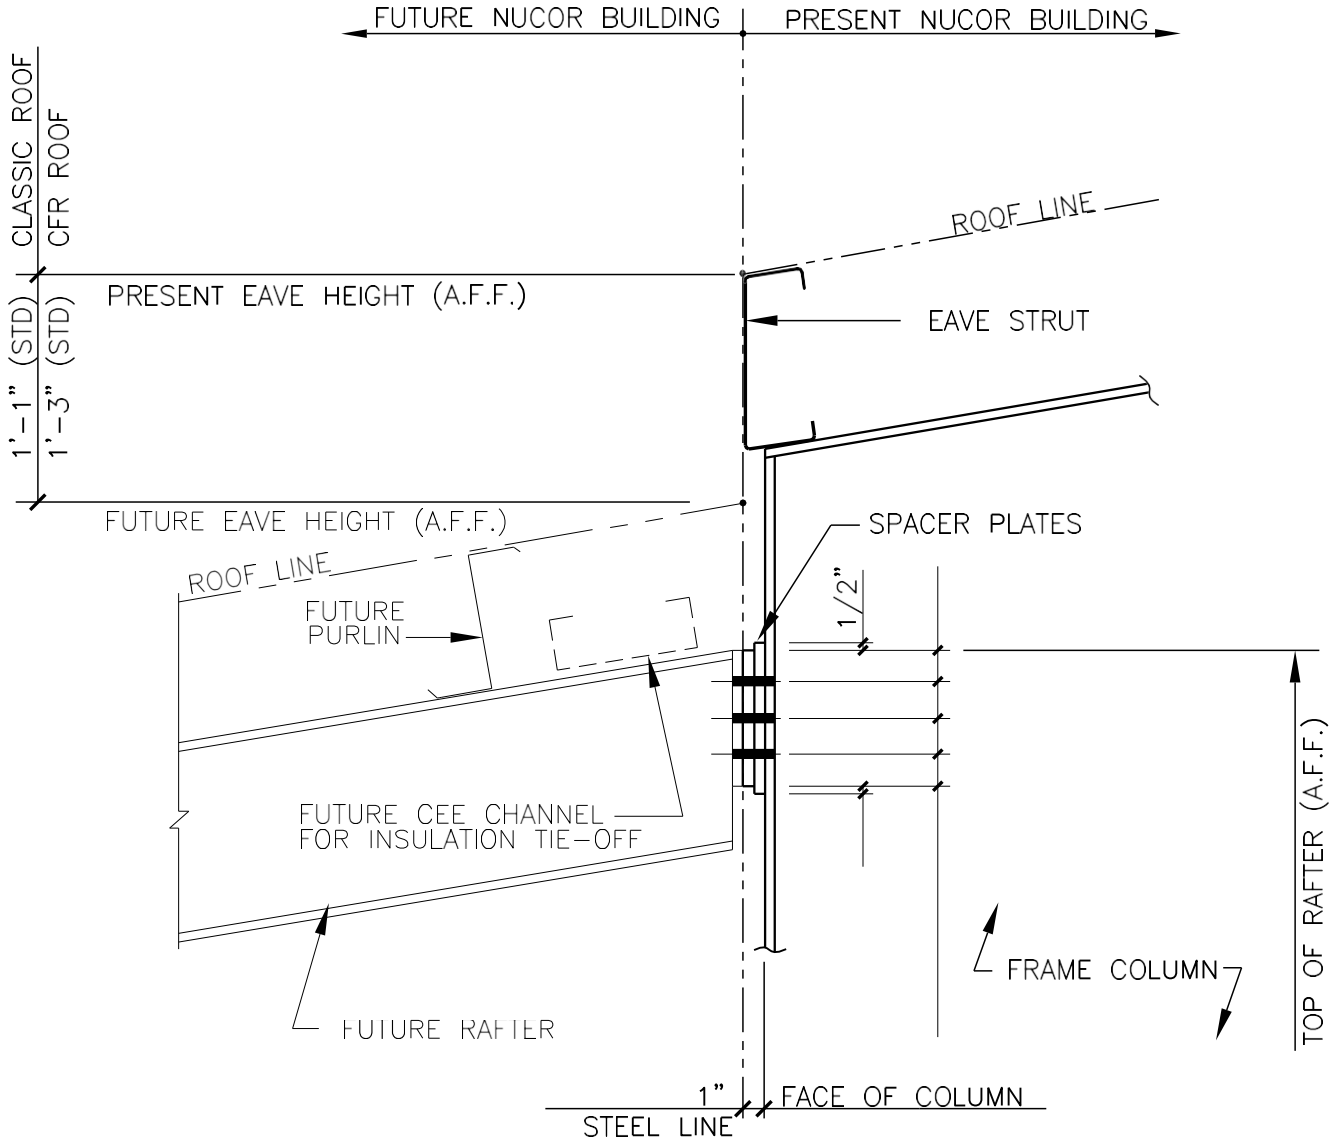 FUTURE NUCOR BUILDING
PRESENT NUCOR BUILDING
CLASSIC ROOF
CFR ROOF
ROOF LINE
PRESENT EAVE HEIGHT (A.F.F.)
EAVE STRUT
1'-1" (STD)
1'-3" (STD)
FUTURE EAVE HEIGHT (A.F.F.)
SPACER PLATES
ROOF LINE
1/2"
FUTURE
PURLIN
FUTURE CEE CHANNEL
FOR INSULATION TIE-OFF
TOP OF RAFTER (A.F.F.)
FRAME COLUMN
FUTURE RAFTER
1"
FACE OF COLUMN
STEEL LINE